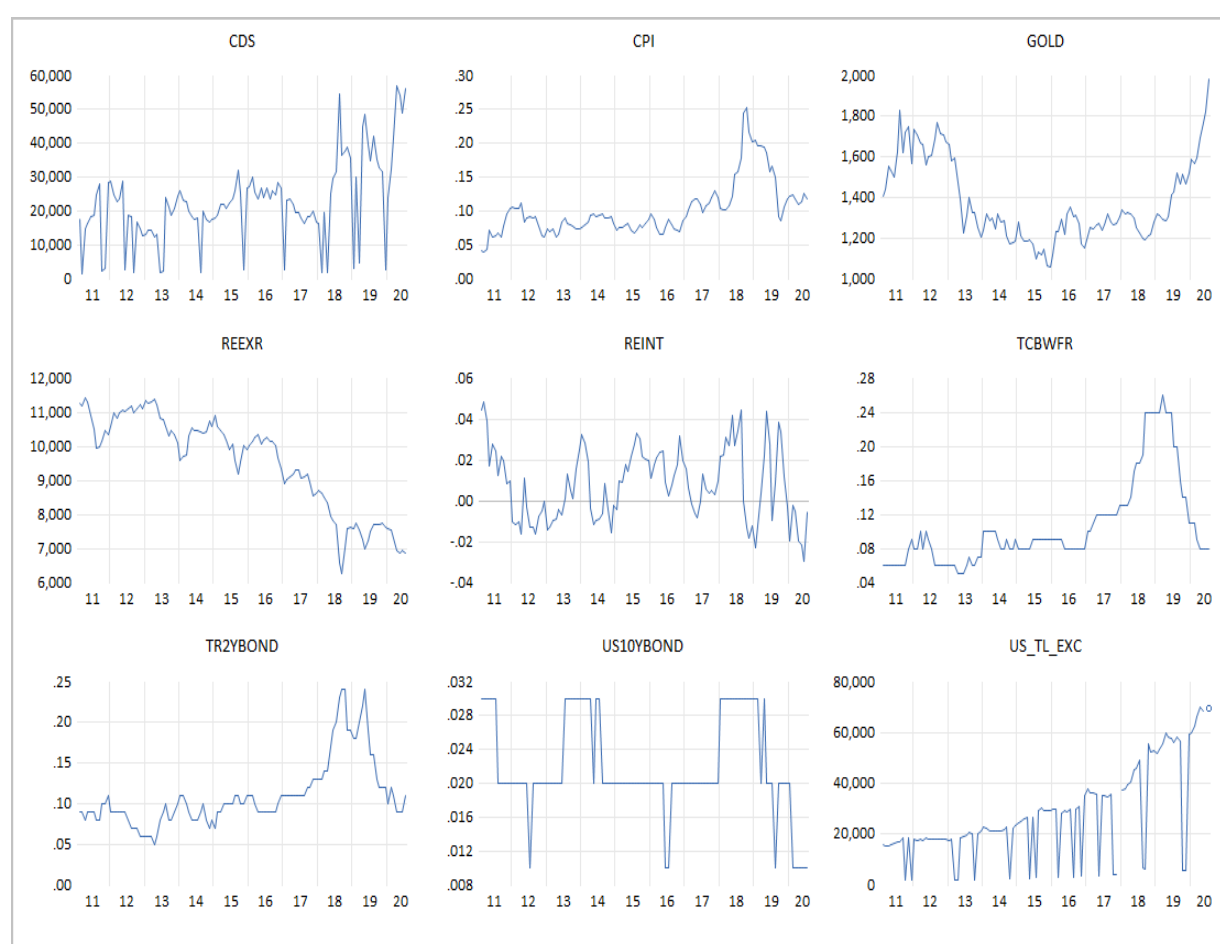 CDS CPI GOLD
60,000 .30 2,000
50,000 .25 1,800
40,000 .20
30,000 .15 1,600
20,000 .10 1,400
10,000 .05 1,200
0 .00 1,000
11 12 13 14 15 16 17 18 19 20 11 12 13 14 15 16 17 18 19 20 11 12 13 14 15 16 17 18 19 20
REEXR REINT TCBWFR
12,000 .06 .28
11,000 .04 .24
10,000 .02 .20
9,000 .00 .16
8,000 -.02 .12
7,000 .08
6,000 -.04 .04
11 12 13 14 15 16 17 18 19 20 11 12 13 14 15 16 17 18 19 20 11 12 13 14 15 16 17 18 19 20
TR2YBOND US10YBOND US_TL_EXC
.25 .032 80,000
.20 .028 60,000
.15 .024
.10 .020 40,000
.05 .016 20,000
.00 .012 0
.008
11 12 13 14 15 16 17 18 19 20 11 12 13 14 15 16 17 18 19 20 11 12 13 14 15 16 17 18 19 20